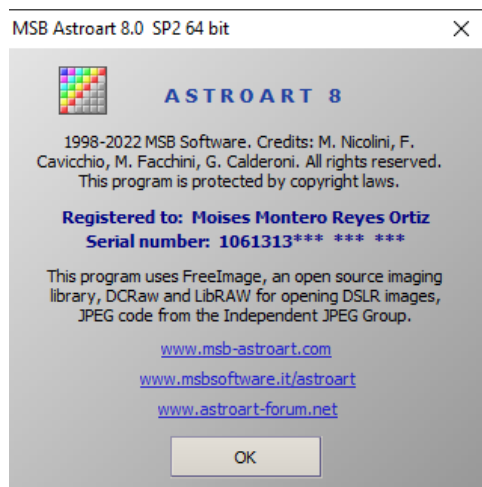 MSB Astroart 8.0 SP2 64 bit
ASTROART 8
1998-2022 MSB Software. Credits: M. Nicolini, F.
Cavicchio, M. Facchini, G. Calderoni. All rights reserved.
This program is protected by copyright laws.
Registered to: Moises Montero Reyes Ortiz
Serial number: 1061313*** *** ***
This program uses FreeImage, an open source imaging
library, DCRaw and LibRAW for opening DSLR images,
JPEG code from the Independent JPEG Group.
www.msb-astroart.com
www.msbsoftware.it/astroart
www.astroart-forum.net
OK